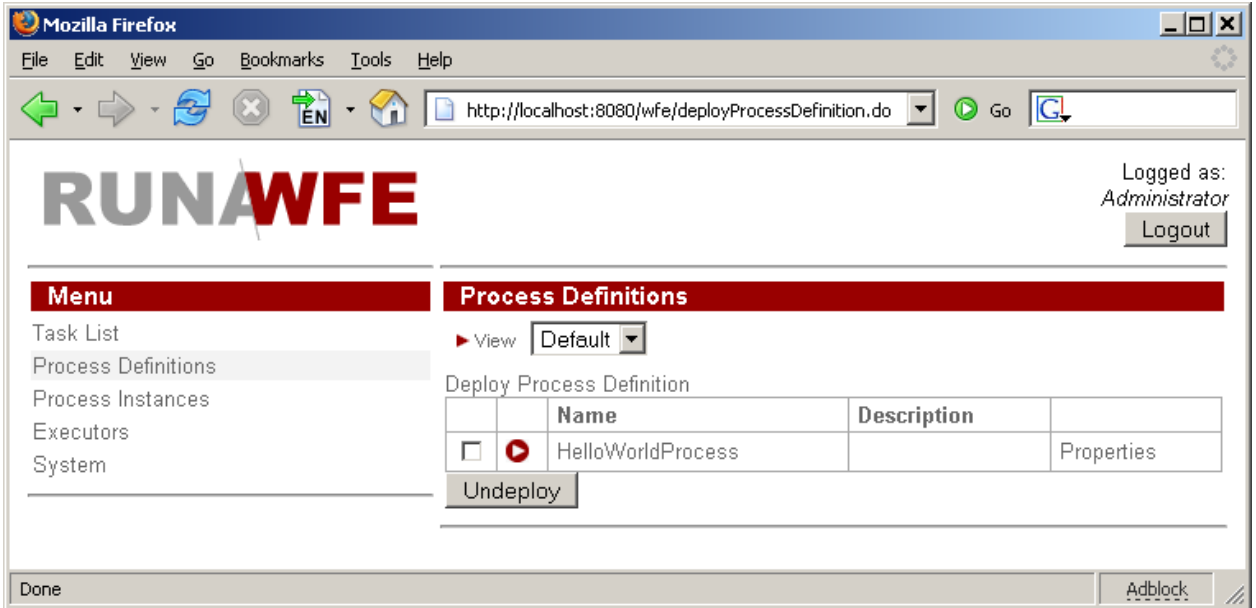 Mozilla Firefox
File Edit View Go Bookmarks Tools Help
EN http://localhost:8080/wfe/deployProcessDefinition.do Go G
RUNAWFE
Logged as:
Administrator
Logout
Menu
Task List
Process Definitions
Process Instances
Executors
System
Process Definitions
View Default
Deploy Process Definition
Name Description
HelloWorldProcess Properties
Undeploy
Done Adblock